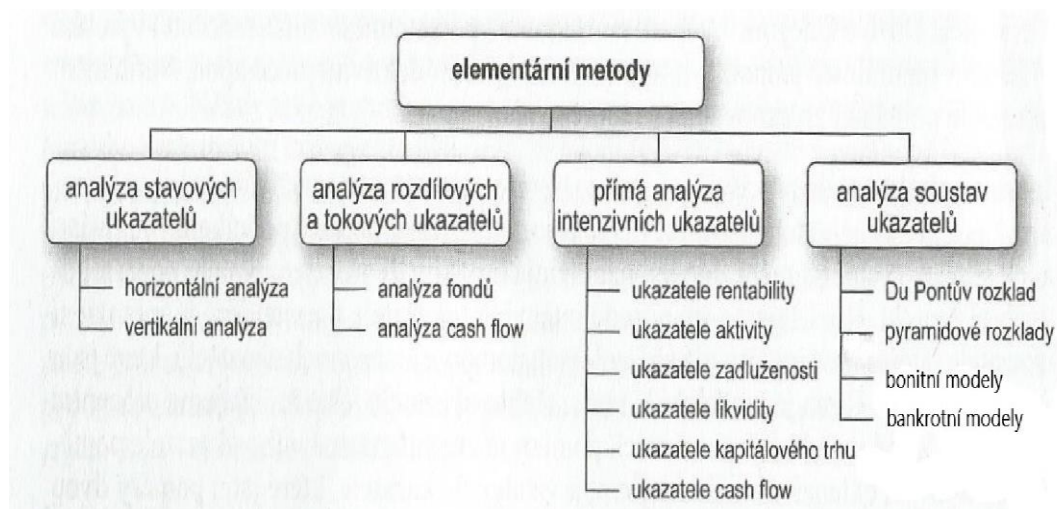 elementární metody
analýza stavových
ukazatelů
horizontální analýza
vertikální analýza
analýza rozdílových
a tokových ukazatelů
analýza fondů
analýza cash flow
přímá analýza
intenzivních ukazatelů
ukazatele rentability
ukazatele aktivity
ukazatele zadluženosti
ukazatele likvidity
ukazatele kapitálového trhu
ukazatele cash flow
analýza soustav
ukazatelů
Du Pontův rozklad
pyramidové rozklady
bonitní modely
bankrotní modely